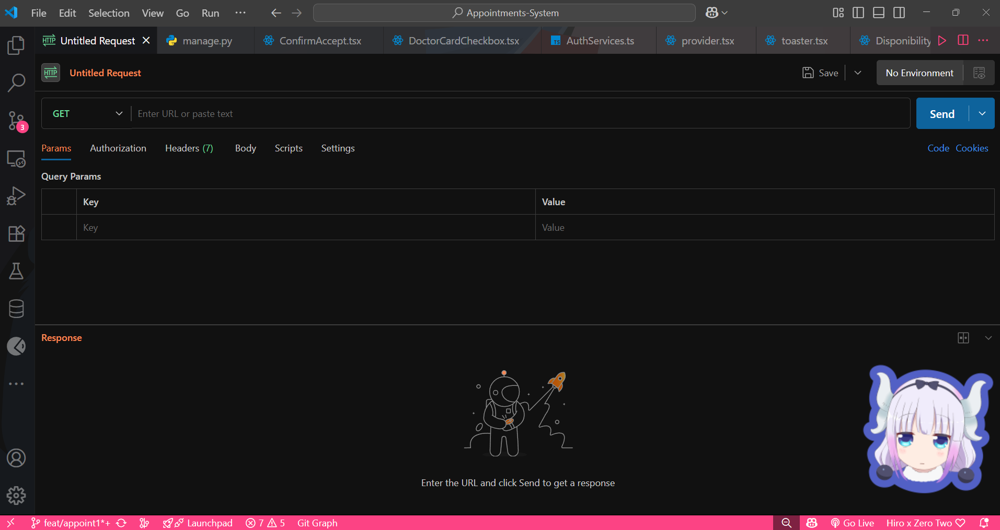 File Edit Selection View Go Run ··· Appointments-System
HTTP Untitled Request manage.py ConfirmAccept.tsx DoctorCardCheckbox.tsx TS AuthServices.ts provider.tsx toaster.tsx Disponibility
HTTP Untitled Request Save No Environment
GET Enter URL or paste text Send
Params Authorization Headers (7) Body Scripts Settings Code Cookies
3
Query Params
Key Value
Key Value
Response
Enter the URL and click Send to get a response
feat/appoint1*+ Launchpad 7 5 Git Graph Go Live Hiro x Zero Two ♡